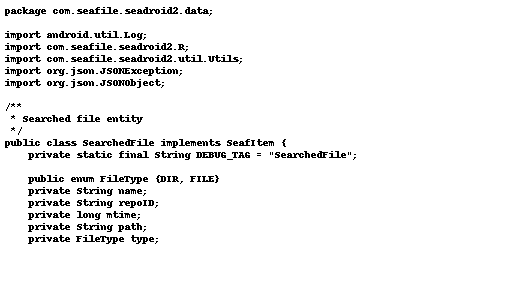 package com.seafile.seadroid2.data;
import android.util.Log;
import com.seafile.seadroid2.R;
import com.seafile.seadroid2.util.Utils;
import org.json.JSONException;
import org.json.JSONObject;
/**
 * Searched file entity
 */
public class SearchedFile implements SeafItem {
    private static final String DEBUG_TAG = "SearchedFile";
    public enum FileType {DIR, FILE}
    private String name;
    private String repoID;
    private long mtime;
    private String path;
    private FileType type;